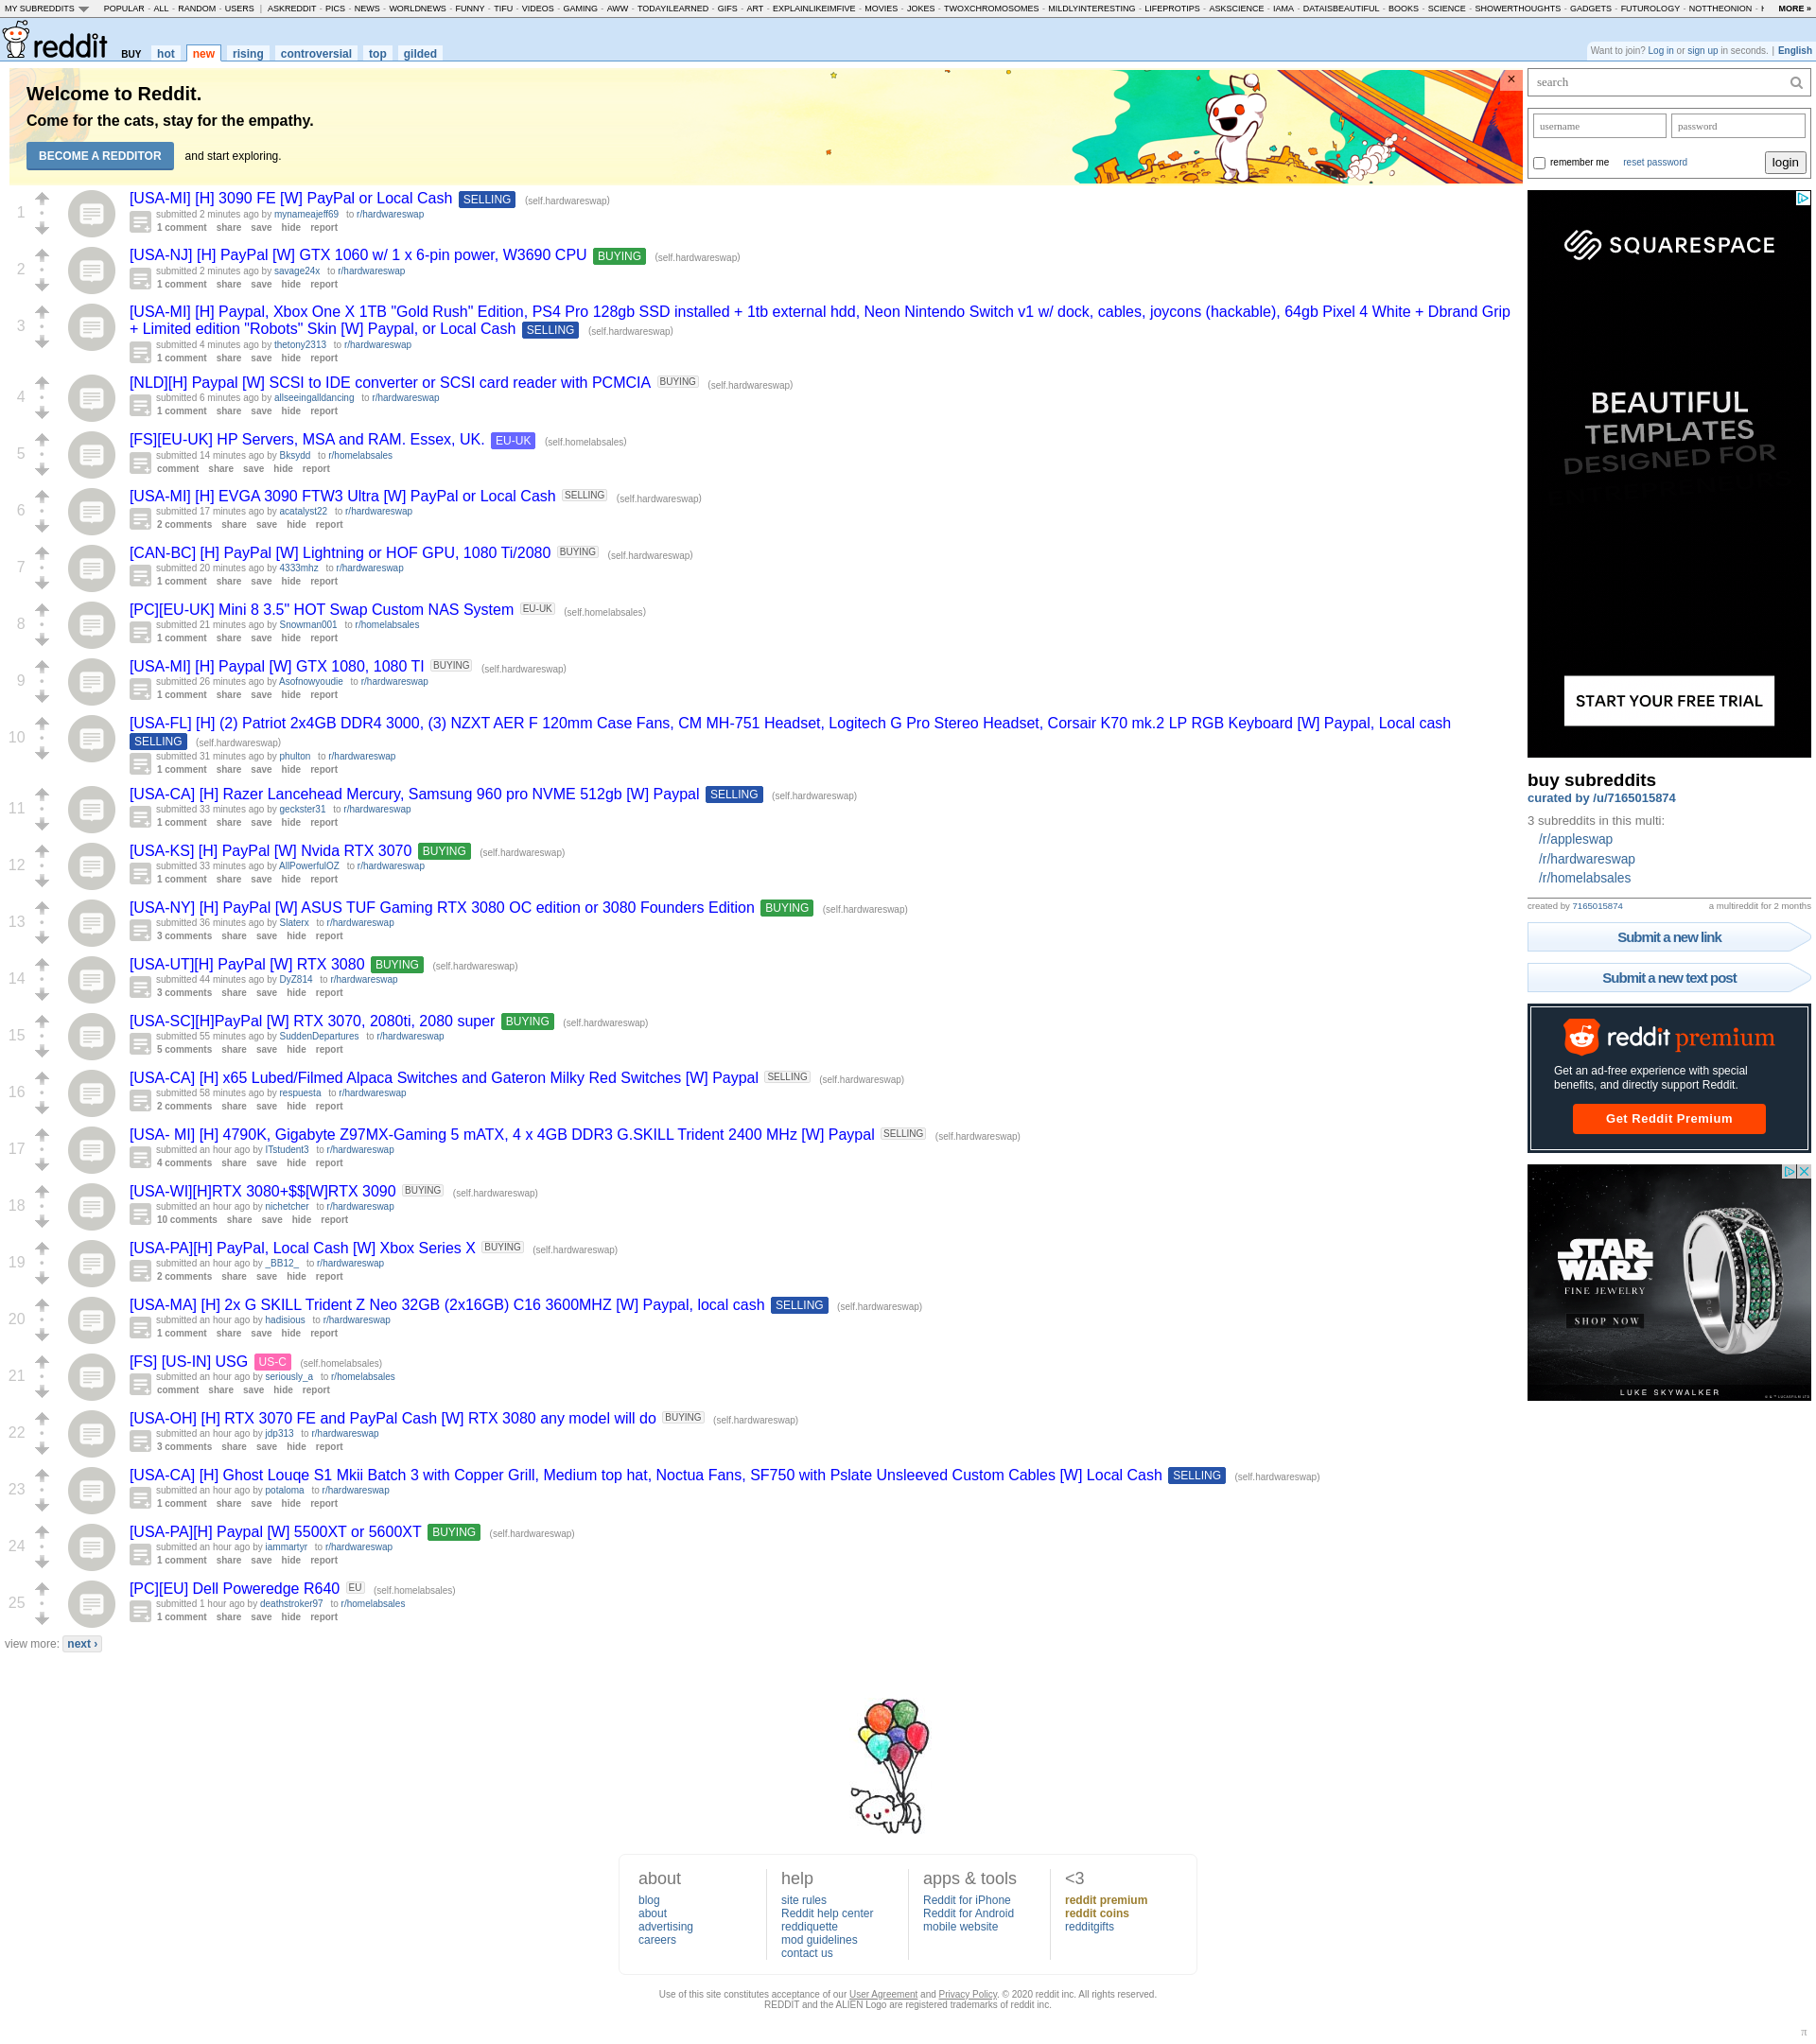 MY SUBREDDITS POPULAR - ALL - RANDOM - USERS | ASKREDDIT - PICS - NEWS - WORLDNEWS - FUNNY - TIFU - VIDEOS - GAMING - AWW - TODAYILEARNED - GIFS - ART - EXPLAINLIKEIMFIVE - MOVIES - JOKES - TWOXCHROMOSOMES - MILDLYINTERESTING - LIFEPROTIPS - ASKSCIENCE - IAMA - DATAISBEAUTIFUL - BOOKS - SCIENCE - SHOWERTHOUGHTS - GADGETS - FUTUROLOGY - NOTTHEONION - MORE »
reddit BUY hot new rising controversial top gilded
Want to join? Log in or sign up in seconds. | English
Welcome to Reddit.
Come for the cats, stay for the empathy.
BECOME A REDDITOR and start exploring.
×
1
[USA-MI] [H] 3090 FE [W] PayPal or Local Cash SELLING (self.hardwareswap)
submitted 2 minutes ago by mynameajeff69 to r/hardwareswap
1 comment share save hide report
2
[USA-NJ] [H] PayPal [W] GTX 1060 w/ 1 x 6-pin power, W3690 CPU BUYING (self.hardwareswap)
submitted 2 minutes ago by savage24x to r/hardwareswap
1 comment share save hide report
3
[USA-MI] [H] Paypal, Xbox One X 1TB "Gold Rush" Edition, PS4 Pro 128gb SSD installed + 1tb external hdd, Neon Nintendo Switch v1 w/ dock, cables, joycons (hackable), 64gb Pixel 4 White + Dbrand Grip
+ Limited edition "Robots" Skin [W] Paypal, or Local Cash SELLING (self.hardwareswap)
submitted 4 minutes ago by thetony2313 to r/hardwareswap
1 comment share save hide report
4
[NLD][H] Paypal [W] SCSI to IDE converter or SCSI card reader with PCMCIA BUYING (self.hardwareswap)
submitted 6 minutes ago by allseeingalldancing to r/hardwareswap
1 comment share save hide report
5
[FS][EU-UK] HP Servers, MSA and RAM. Essex, UK. EU-UK (self.homelabsales)
submitted 14 minutes ago by Bksydd to r/homelabsales
comment share save hide report
6
[USA-MI] [H] EVGA 3090 FTW3 Ultra [W] PayPal or Local Cash SELLING (self.hardwareswap)
submitted 17 minutes ago by acatalyst22 to r/hardwareswap
2 comments share save hide report
7
[CAN-BC] [H] PayPal [W] Lightning or HOF GPU, 1080 Ti/2080 BUYING (self.hardwareswap)
submitted 20 minutes ago by 4333mhz to r/hardwareswap
1 comment share save hide report
8
[PC][EU-UK] Mini 8 3.5" HOT Swap Custom NAS System EU-UK (self.homelabsales)
submitted 21 minutes ago by Snowman001 to r/homelabsales
1 comment share save hide report
9
[USA-MI] [H] Paypal [W] GTX 1080, 1080 TI BUYING (self.hardwareswap)
submitted 26 minutes ago by Asofnowyoudie to r/hardwareswap
1 comment share save hide report
10
[USA-FL] [H] (2) Patriot 2x4GB DDR4 3000, (3) NZXT AER F 120mm Case Fans, CM MH-751 Headset, Logitech G Pro Stereo Headset, Corsair K70 mk.2 LP RGB Keyboard [W] Paypal, Local cash
SELLING (self.hardwareswap)
submitted 31 minutes ago by phulton to r/hardwareswap
1 comment share save hide report
11
[USA-CA] [H] Razer Lancehead Mercury, Samsung 960 pro NVME 512gb [W] Paypal SELLING (self.hardwareswap)
submitted 33 minutes ago by geckster31 to r/hardwareswap
1 comment share save hide report
12
[USA-KS] [H] PayPal [W] Nvida RTX 3070 BUYING (self.hardwareswap)
submitted 33 minutes ago by AllPowerfulOZ to r/hardwareswap
1 comment share save hide report
13
[USA-NY] [H] PayPal [W] ASUS TUF Gaming RTX 3080 OC edition or 3080 Founders Edition BUYING (self.hardwareswap)
submitted 36 minutes ago by Slaterx to r/hardwareswap
3 comments share save hide report
14
[USA-UT][H] PayPal [W] RTX 3080 BUYING (self.hardwareswap)
submitted 44 minutes ago by DyZ814 to r/hardwareswap
3 comments share save hide report
15
[USA-SC][H]PayPal [W] RTX 3070, 2080ti, 2080 super BUYING (self.hardwareswap)
submitted 55 minutes ago by SuddenDepartures to r/hardwareswap
5 comments share save hide report
16
[USA-CA] [H] x65 Lubed/Filmed Alpaca Switches and Gateron Milky Red Switches [W] Paypal SELLING (self.hardwareswap)
submitted 58 minutes ago by respuesta to r/hardwareswap
2 comments share save hide report
17
[USA- MI] [H] 4790K, Gigabyte Z97MX-Gaming 5 mATX, 4 x 4GB DDR3 G.SKILL Trident 2400 MHz [W] Paypal SELLING (self.hardwareswap)
submitted an hour ago by ITstudent3 to r/hardwareswap
4 comments share save hide report
18
[USA-WI][H]RTX 3080+$$[W]RTX 3090 BUYING (self.hardwareswap)
submitted an hour ago by nichetcher to r/hardwareswap
10 comments share save hide report
19
[USA-PA][H] PayPal, Local Cash [W] Xbox Series X BUYING (self.hardwareswap)
submitted an hour ago by _BB12_ to r/hardwareswap
2 comments share save hide report
20
[USA-MA] [H] 2x G SKILL Trident Z Neo 32GB (2x16GB) C16 3600MHZ [W] Paypal, local cash SELLING (self.hardwareswap)
submitted an hour ago by hadisious to r/hardwareswap
1 comment share save hide report
21
[FS] [US-IN] USG US-C (self.homelabsales)
submitted an hour ago by seriously_a to r/homelabsales
comment share save hide report
22
[USA-OH] [H] RTX 3070 FE and PayPal Cash [W] RTX 3080 any model will do BUYING (self.hardwareswap)
submitted an hour ago by jdp313 to r/hardwareswap
3 comments share save hide report
23
[USA-CA] [H] Ghost Louqe S1 Mkii Batch 3 with Copper Grill, Medium top hat, Noctua Fans, SF750 with Pslate Unsleeved Custom Cables [W] Local Cash SELLING (self.hardwareswap)
submitted an hour ago by potaloma to r/hardwareswap
1 comment share save hide report
24
[USA-PA][H] Paypal [W] 5500XT or 5600XT BUYING (self.hardwareswap)
submitted an hour ago by iammartyr to r/hardwareswap
1 comment share save hide report
25
[PC][EU] Dell Poweredge R640 EU (self.homelabsales)
submitted 1 hour ago by deathstroker97 to r/homelabsales
1 comment share save hide report
view more: next ›
search
username password
remember me reset password login
SQUARESPACE
BEAUTIFUL
TEMPLATES
DESIGNED FOR
ENTREPRENEURS
START YOUR FREE TRIAL
buy subreddits
curated by /u/7165015874
3 subreddits in this multi:
/r/appleswap
/r/hardwareswap
/r/homelabsales
created by 7165015874 a multireddit for 2 months
Submit a new link
Submit a new text post
reddit premium
Get an ad-free experience with special
benefits, and directly support Reddit.
Get Reddit Premium
STAR
WARS
FINE JEWELRY
SHOP NOW
LUKE SKYWALKER
about
blog
about
advertising
careers
help
site rules
Reddit help center
reddiquette
mod guidelines
contact us
apps & tools
Reddit for iPhone
Reddit for Android
mobile website
<3
reddit premium
reddit coins
redditgifts
Use of this site constitutes acceptance of our User Agreement and Privacy Policy. © 2020 reddit inc. All rights reserved.
REDDIT and the ALIEN Logo are registered trademarks of reddit inc.
π